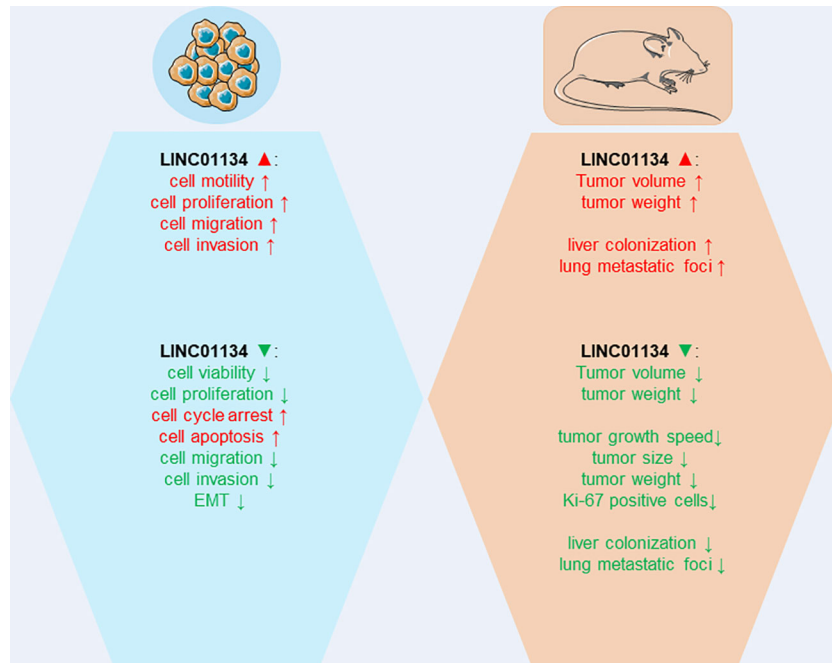 LINC01134 ▲:
cell motility ↑
cell proliferation ↑
cell migration ↑
cell invasion ↑
LINC01134 ▼:
cell viability ↓
cell proliferation ↓
cell cycle arrest ↑
cell apoptosis ↑
cell migration ↓
cell invasion ↓
EMT ↓
LINC01134 ▲:
Tumor volume ↑
tumor weight ↑
liver colonization ↑
lung metastatic foci ↑
LINC01134 ▼:
Tumor volume ↓
tumor weight ↓
tumor growth speed↓
tumor size ↓
tumor weight ↓
Ki-67 positive cells↓
liver colonization ↓
lung metastatic foci ↓